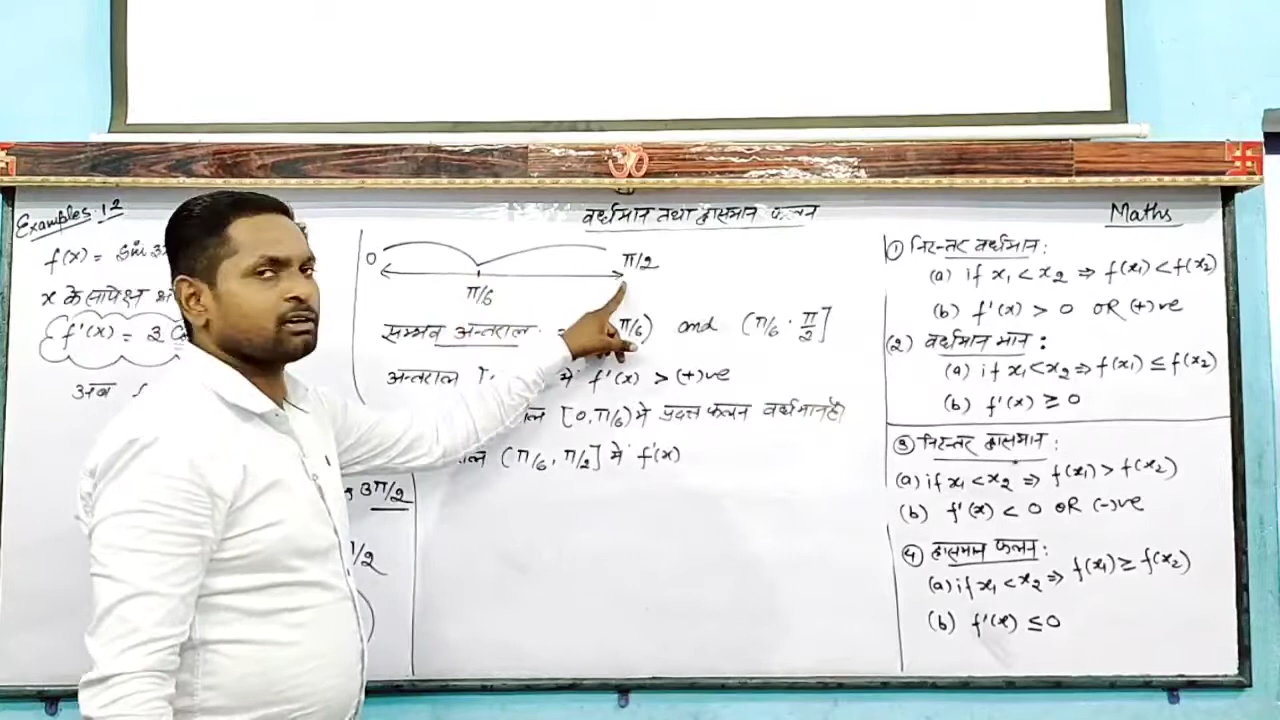 ॐ
卐
Examples. 12
वर्धमान तथा ह्रासमान फलन
Maths
f(x) = Sin 3x
x के सापेक्ष
f'(x) = 3
अब
0
π/2
π/6
सम्भव अन्तराल = π/6) and (π/6, π/2]
अन्तराल में f'(x) > (+)ve
[0, π/6) मे प्रदत्त फलन वर्धमान है।
(π/6, π/2] में f'(x)
3π/2
① निरन्तर वर्धमान :
(a) if x₁ < x₂ ⇒ f(x₁) < f(x₂)
(b) f'(x) > 0 OR (+)ve
(2) वर्धमान मान :
(a) if x₁ < x₂ ⇒ f(x₁) ≤ f(x₂)
(b) f'(x) ≥ 0
③ निरन्तर ह्रासमान :
(a) if x₁ < x₂ ⇒ f(x₁) > f(x₂)
(b) f'(x) < 0 OR (-)ve
④ ह्रासमान फलन :
(a) if x₁ < x₂ ⇒ f(x₁) ≥ f(x₂)
(b) f'(x) ≤ 0